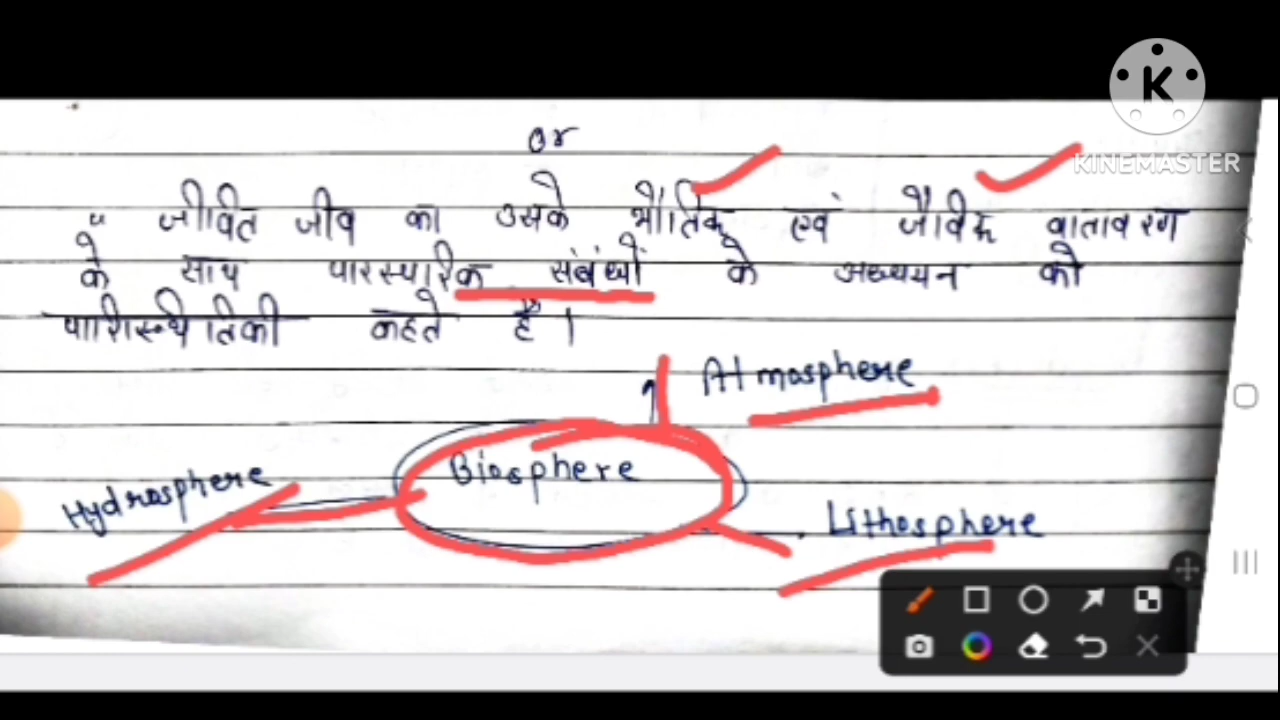 K
KINEMASTER
or
" जीवित जीव का उसके भौतिक एवं जैविक वातावरण
के साथ पारस्परिक संबंधों के अध्ययन को
पारिस्थितिकी कहते हैं।
Atmosphere
Biosphere
Hydrosphere
Lithosphere